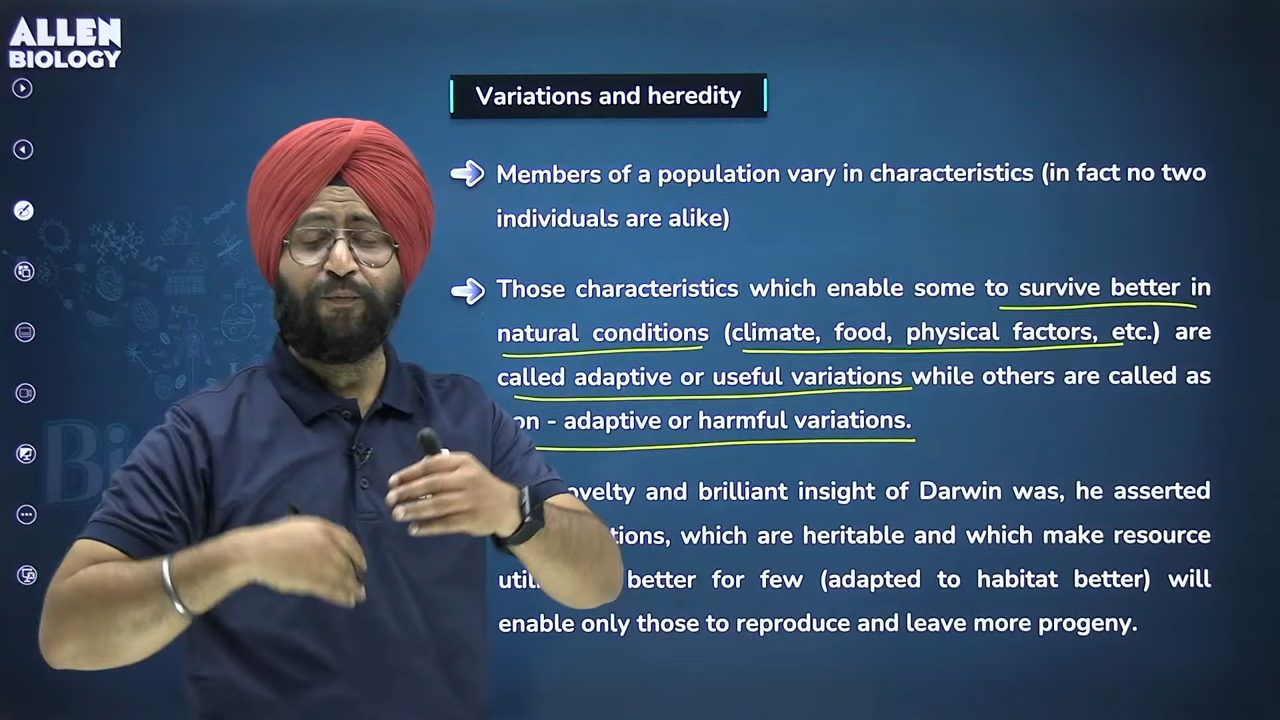 ALLEN
BIOLOGY
Variations and heredity
Members of a population vary in characteristics (in fact no two
individuals are alike)
Those characteristics which enable some to survive better in
natural conditions (climate, food, physical factors, etc.) are
called adaptive or useful variations while others are called as
on - adaptive or harmful variations.
ovelty and brilliant insight of Darwin was, he asserted
tions, which are heritable and which make resource
util better for few (adapted to habitat better) will
enable only those to reproduce and leave more progeny.
Bi